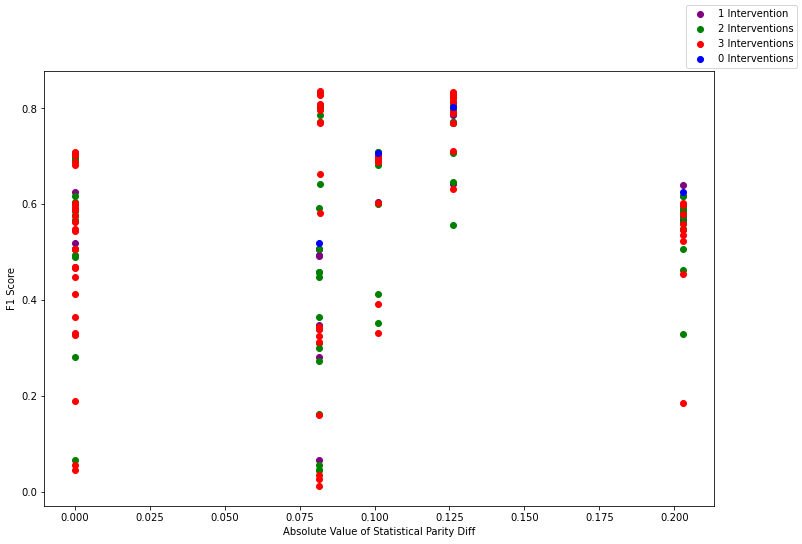 1 Intervention
2 Interventions
3 Interventions
0 Interventions
0.8
0.6
0.4
0.2
0.0
F1 Score
0.000 0.025 0.050 0.075 0.100 0.125 0.150 0.175 0.200
Absolute Value of Statistical Parity Diff